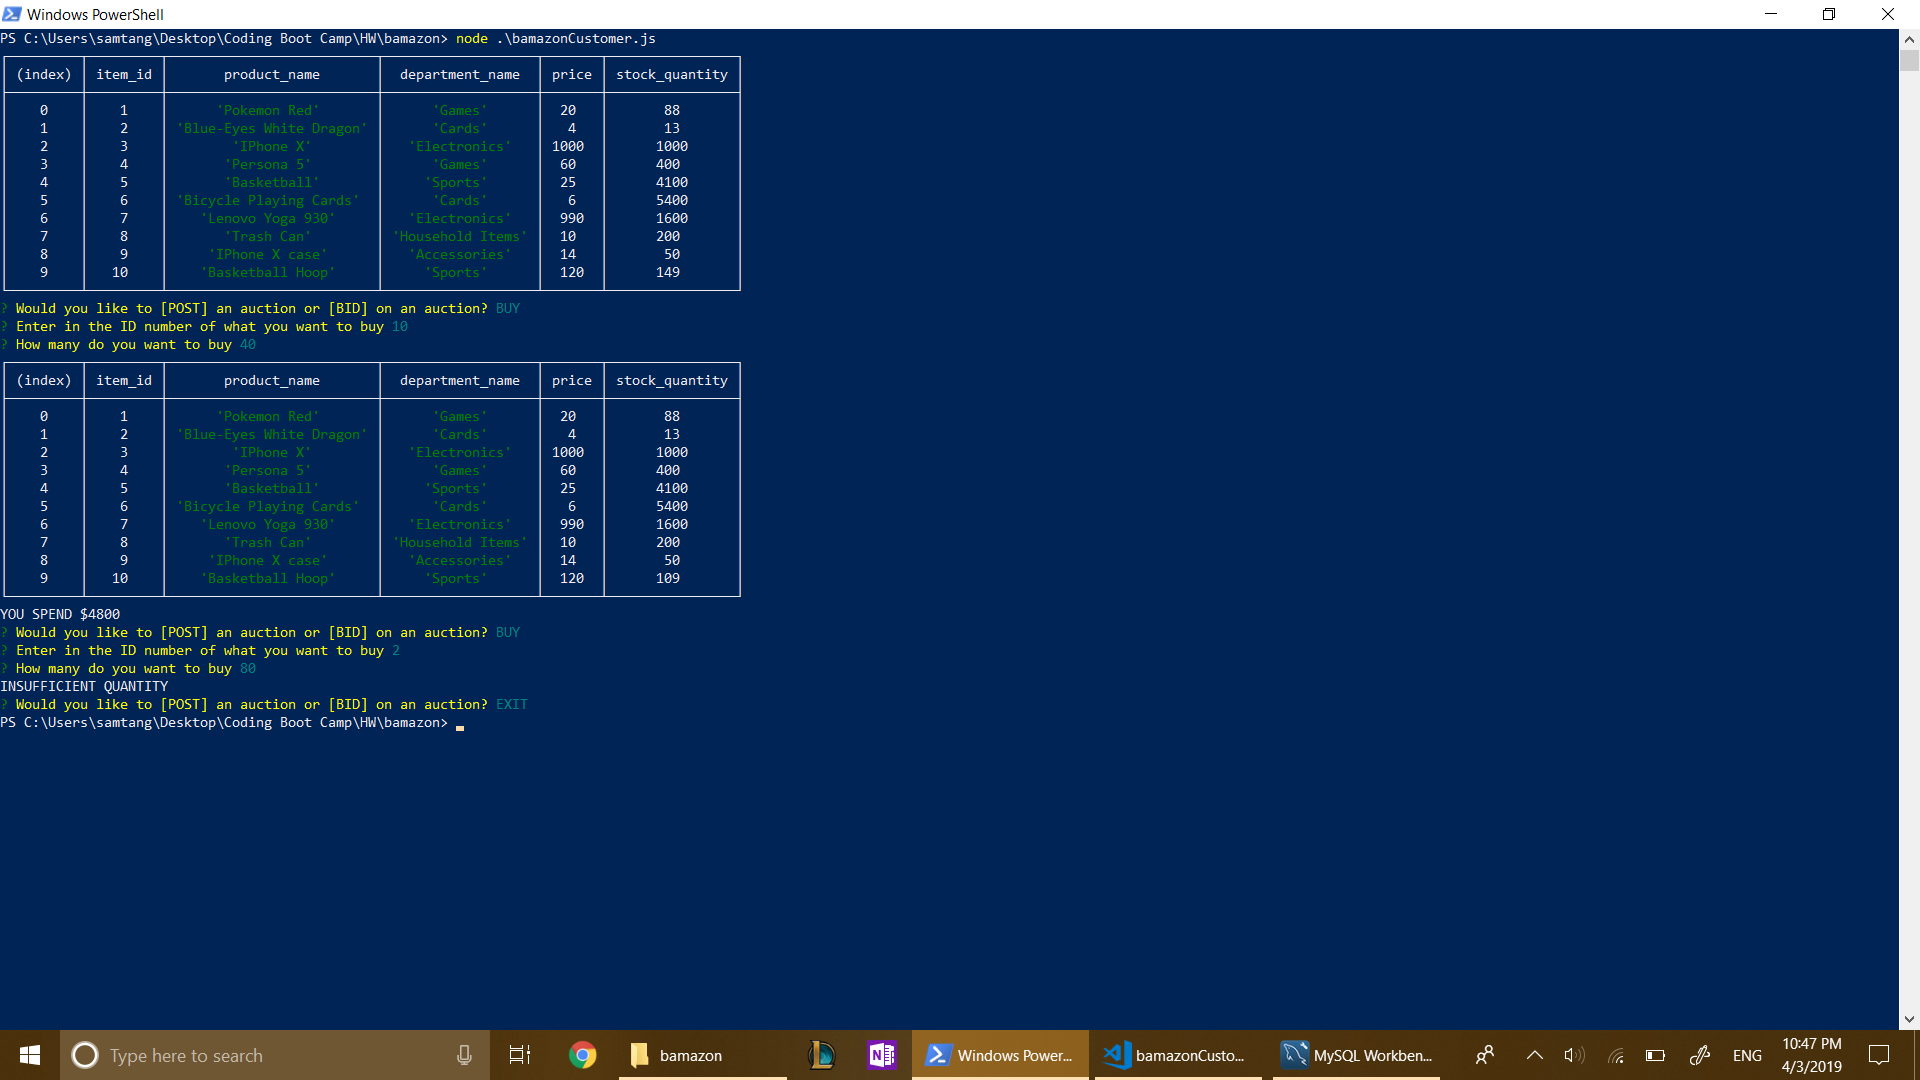 Windows PowerShell
PS C:\Users\samtang\Desktop\Coding Boot Camp\HW\bamazon> node .\bamazonCustomer.js
(index) item_id product_name department_name price stock_quantity
0 1 'Pokemon Red' 'Games' 20 88
1 2 'Blue-Eyes White Dragon' 'Cards' 4 13
2 3 'IPhone X' 'Electronics' 1000 1000
3 4 'Persona 5' 'Games' 60 400
4 5 'Basketball' 'Sports' 25 4100
5 6 'Bicycle Playing Cards' 'Cards' 6 5400
6 7 'Lenovo Yoga 930' 'Electronics' 990 1600
7 8 'Trash Can' 'Household Items' 10 200
8 9 'IPhone X case' 'Accessories' 14 50
9 10 'Basketball Hoop' 'Sports' 120 149
? Would you like to [POST] an auction or [BID] on an auction? BUY
? Enter in the ID number of what you want to buy 10
? How many do you want to buy 40
(index) item_id product_name department_name price stock_quantity
0 1 'Pokemon Red' 'Games' 20 88
1 2 'Blue-Eyes White Dragon' 'Cards' 4 13
2 3 'IPhone X' 'Electronics' 1000 1000
3 4 'Persona 5' 'Games' 60 400
4 5 'Basketball' 'Sports' 25 4100
5 6 'Bicycle Playing Cards' 'Cards' 6 5400
6 7 'Lenovo Yoga 930' 'Electronics' 990 1600
7 8 'Trash Can' 'Household Items' 10 200
8 9 'IPhone X case' 'Accessories' 14 50
9 10 'Basketball Hoop' 'Sports' 120 109
YOU SPEND $4800
? Would you like to [POST] an auction or [BID] on an auction? BUY
? Enter in the ID number of what you want to buy 2
? How many do you want to buy 80
INSUFFICIENT QUANTITY
? Would you like to [POST] an auction or [BID] on an auction? EXIT
PS C:\Users\samtang\Desktop\Coding Boot Camp\HW\bamazon>
Type here to search
bamazon
N
Windows Power...
bamazonCusto...
MySQL Workben...
ENG
10:47 PM
4/3/2019